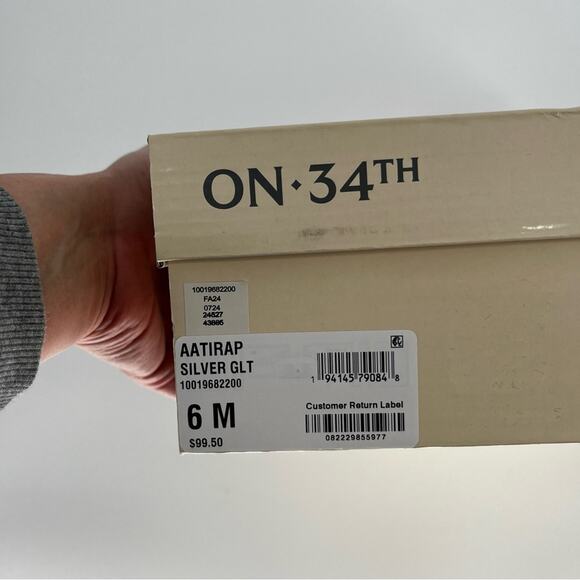 ON·34TH
10019682200
FA24
0724
24827
43885
AATIRAP
SILVER GLT
10019682200
6 M
$99.50
1 94145 79084 8
Customer Return Label
082229855977